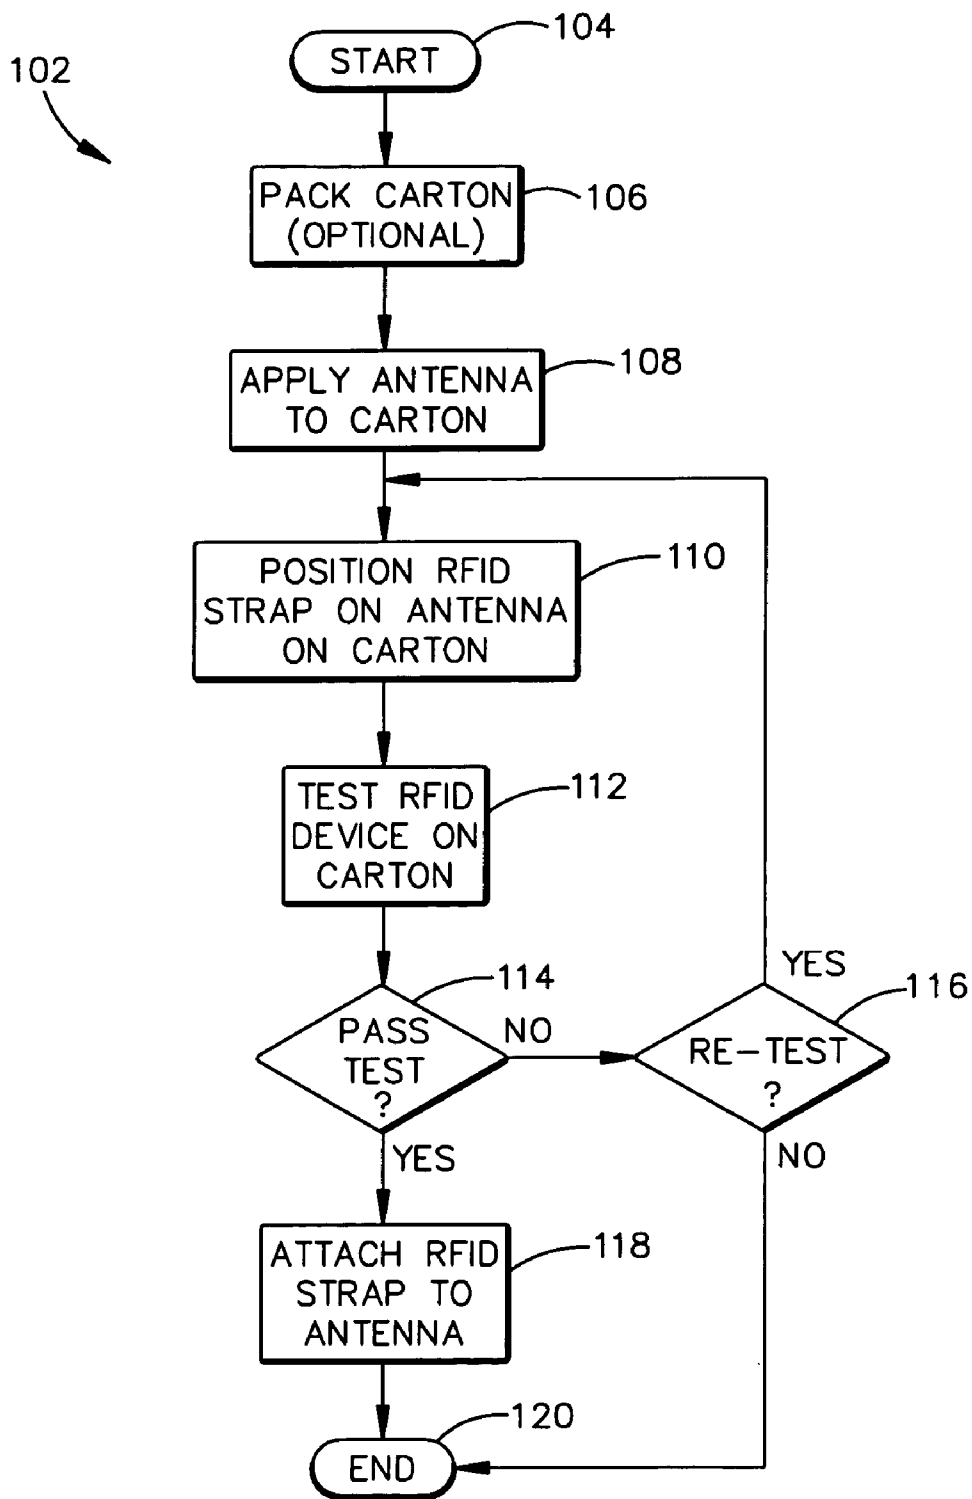 104
START
102
PACK CARTON
(OPTIONAL)
106
APPLY ANTENNA
TO CARTON
108
POSITION RFID
STRAP ON ANTENNA
ON CARTON
110
TEST RFID
DEVICE ON
CARTON
112
114
PASS
TEST
?
NO
YES
116
RE-TEST
?
YES
NO
ATTACH RFID
STRAP TO
ANTENNA
118
120
END